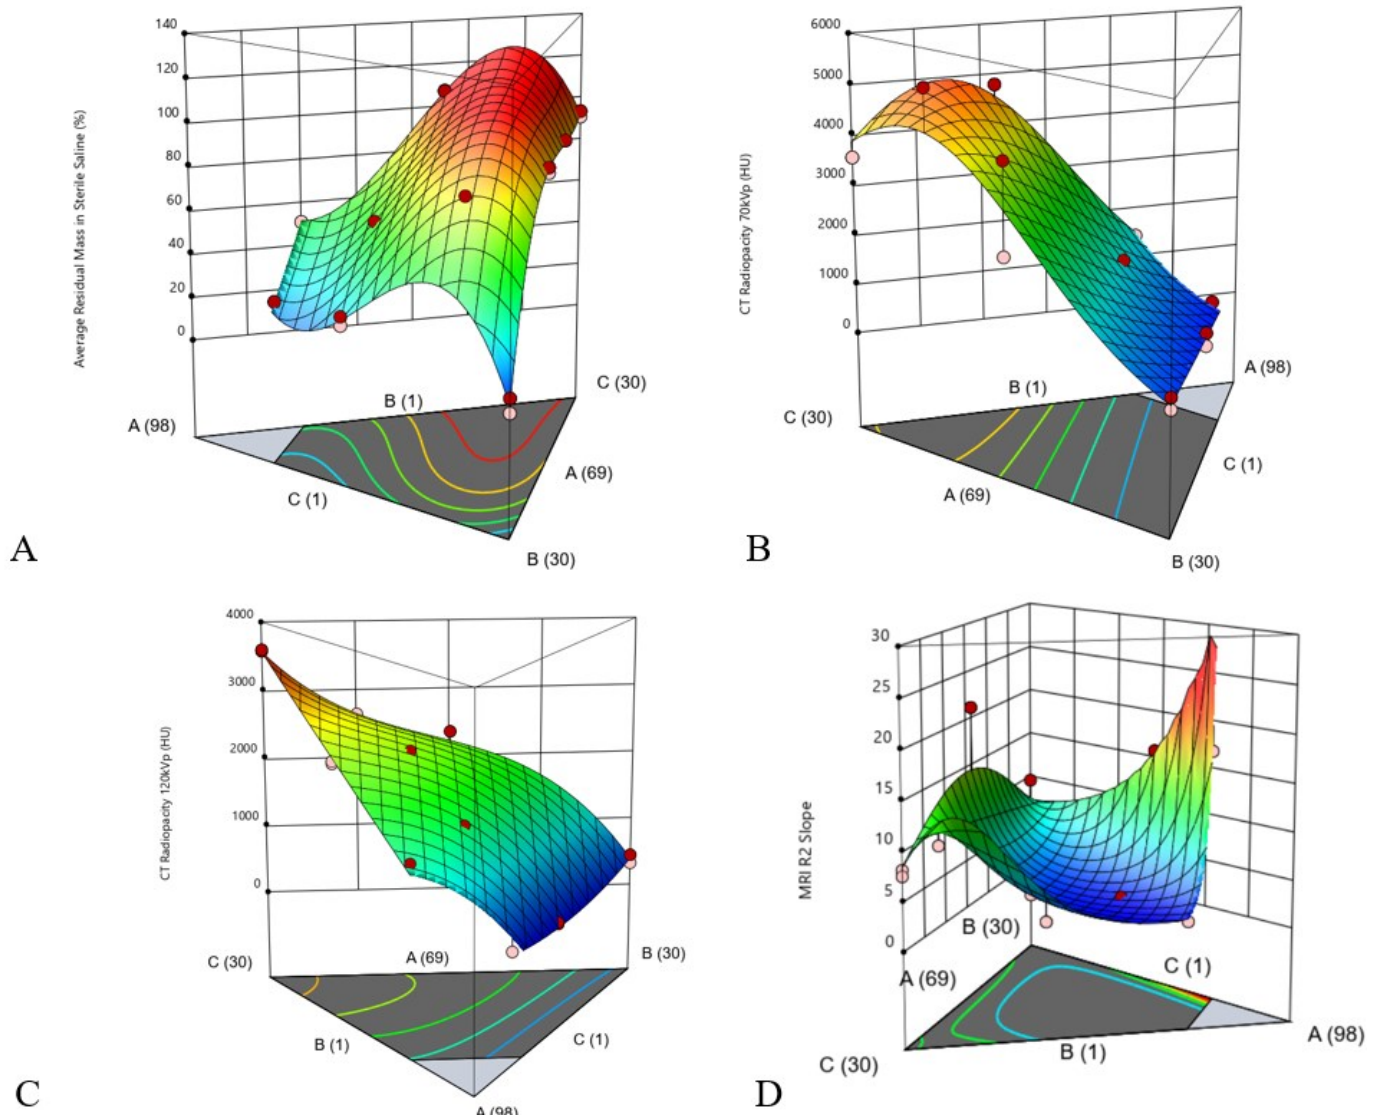 140
120
100
80
60
40
20
0
Average Residual Mass in Sterile Saline (%)
A (98)
B (1)
C (30)
A (69)
C (1)
B (30)
A
6000
5000
4000
3000
2000
1000
0
CT Radiopacity 70kVp (HU)
A (98)
B (1)
C (30)
C (1)
A (69)
B (30)
B
4000
3000
2000
1000
0
CT Radiopacity 120kVp (HU)
C (30)
A (69)
B (30)
B (1)
C (1)
A (98)
C
30
25
20
15
10
5
0
MRI R2 Slope
B (30)
A (69)
C (1)
A (98)
B (1)
C (30)
D